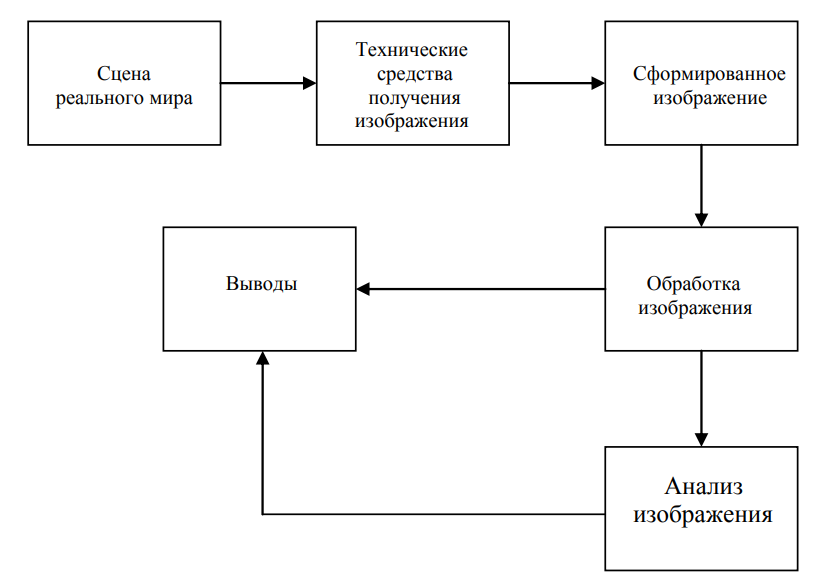 Сцена
реального мира
Технические
средства
получения
изображения
Сформированное
изображение
Выводы
Обработка
изображения
Анализ
изображения